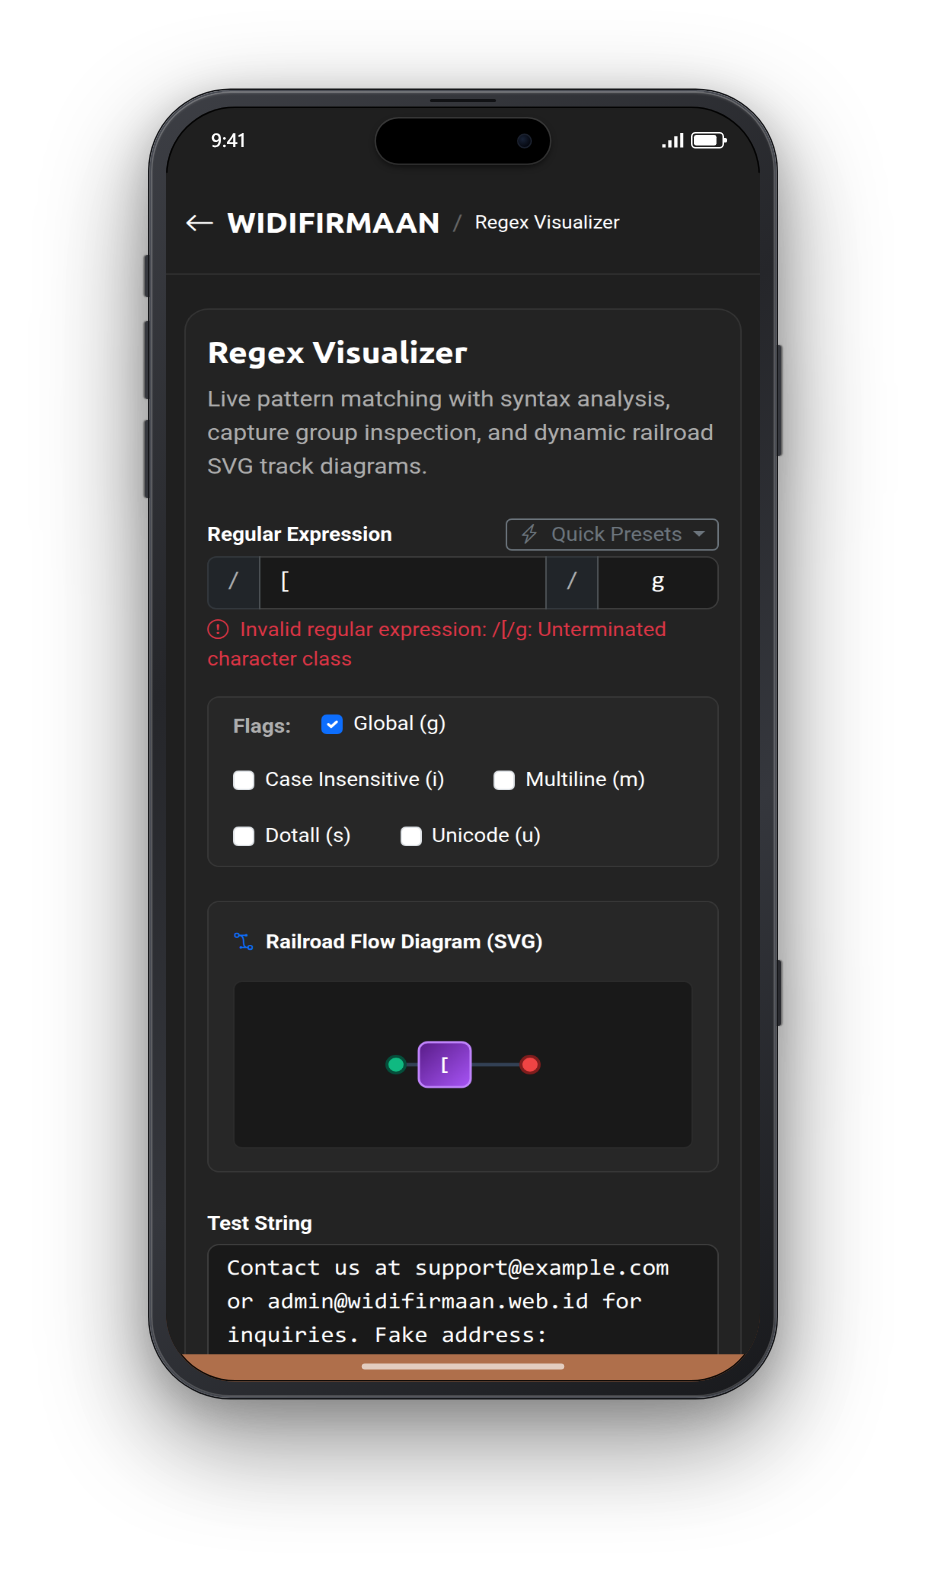 9:41
WIDIFIRMAAN / Regex Visualizer
Regex Visualizer
Live pattern matching with syntax analysis,
capture group inspection, and dynamic railroad
SVG track diagrams.
Regular Expression
Quick Presets
/ [ / g
Invalid regular expression: /[/g: Unterminated
character class
Flags: Global (g)
Case Insensitive (i) Multiline (m)
Dotall (s) Unicode (u)
Railroad Flow Diagram (SVG)
[
Test String
Contact us at support@example.com
or admin@widifirmaan.web.id for
inquiries. Fake address: